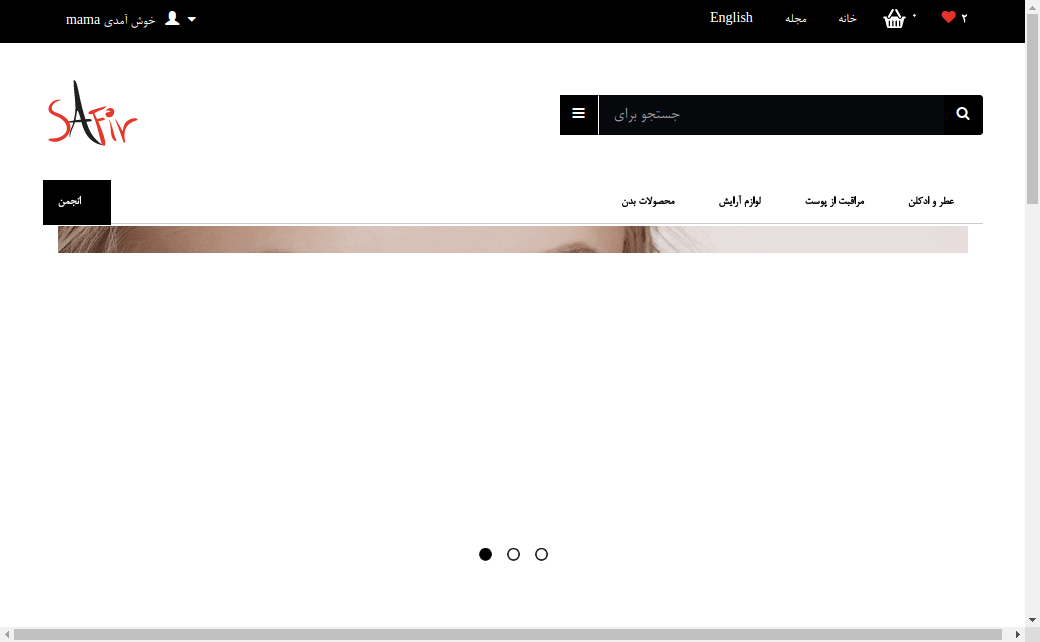 ۲
۰
خانه
مجله
English
خوش آمدی mama
SAFir
جستجو برای
عطر و ادکلن
مراقبت از پوست
لوازم آرایش
محصولات بدن
انجمن